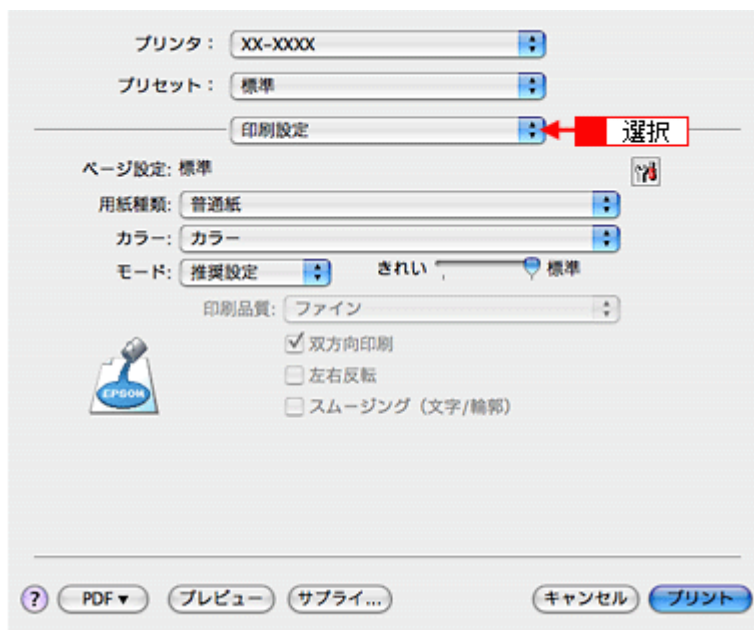 プリンタ： XX-XXXX
プリセット： 標準
印刷設定 選択
ページ設定: 標準
用紙種類: 普通紙
カラー: カラー
モード: 推奨設定 きれい 標準
印刷品質: ファイン
双方向印刷
左右反転
スムージング（文字/輪郭）
EPSON
? PDF▼ プレビュー サプライ... キャンセル プリント